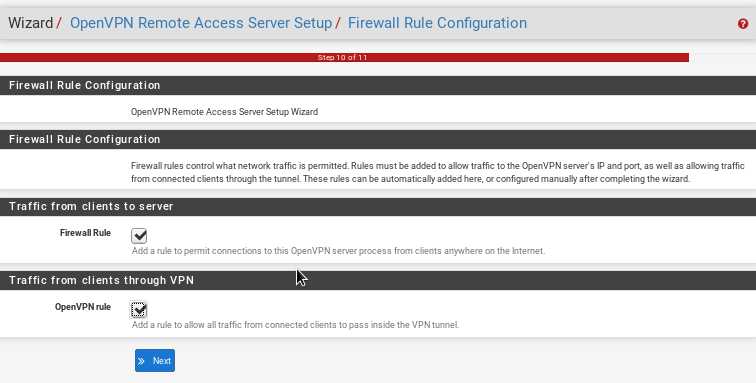 Wizard / OpenVPN Remote Access Server Setup / Firewall Rule Configuration
Step 10 of 11
Firewall Rule Configuration
OpenVPN Remote Access Server Setup Wizard
Firewall Rule Configuration
Firewall rules control what network traffic is permitted. Rules must be added to allow traffic to the OpenVPN server's IP and port, as well as allowing traffic
from connected clients through the tunnel. These rules can be automatically added here, or configured manually after completing the wizard.
Traffic from clients to server
Firewall Rule
Add a rule to permit connections to this OpenVPN server process from clients anywhere on the Internet.
Traffic from clients through VPN
OpenVPN rule
Add a rule to allow all traffic from connected clients to pass inside the VPN tunnel.
» Next